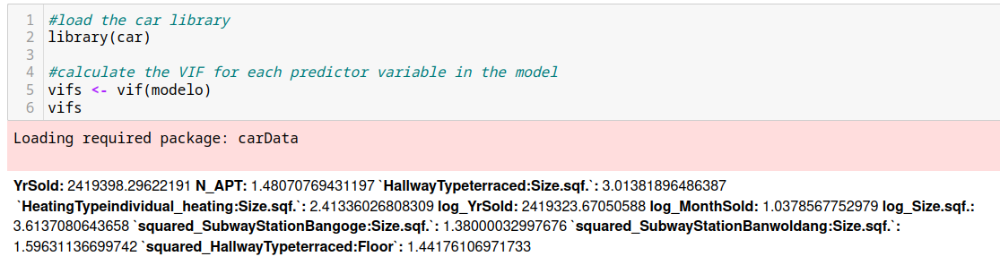 1 #load the car library
2 library(car)
3
4 #calculate the VIF for each predictor variable in the model
5 vifs <- vif(modelo)
6 vifs
Loading required package: carData
YrSold: 2419398.29622191 N_APT: 1.48070769431197 `HallwayTypeterraced:Size.sqf.`: 3.01381896486387
`HeatingTypeindividual_heating:Size.sqf.`: 2.41336026808309 log_YrSold: 2419323.67050588 log_MonthSold: 1.0378567752979 log_Size.sqf.:
3.6137080643658 `squared_SubwayStationBangoge:Size.sqf.`: 1.38000032997676 `squared_SubwayStationBanwoldang:Size.sqf.`:
1.59631136699742 `squared_HallwayTypeterraced:Floor`: 1.44176106971733